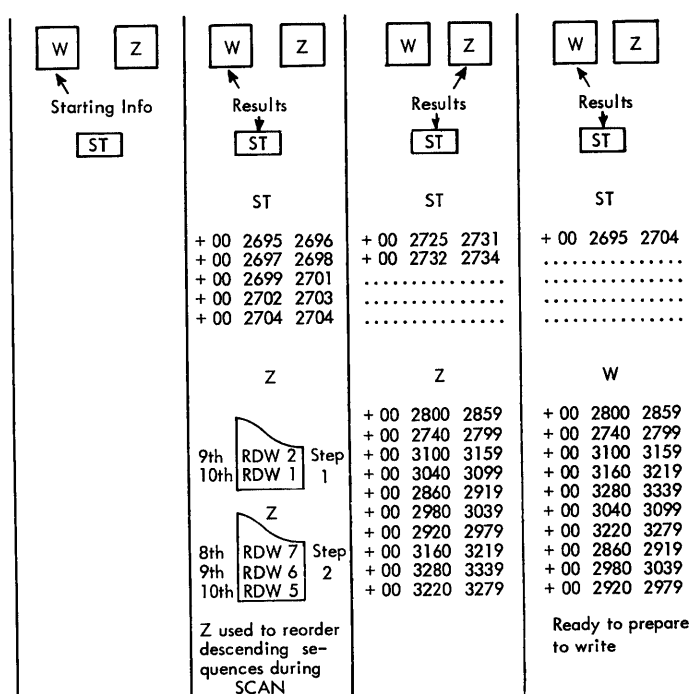 W Z
Starting Info
ST
W Z
Results
ST
ST
+ 00 2695 2696
+ 00 2697 2698
+ 00 2699 2701
+ 00 2702 2703
+ 00 2704 2704
Z
9th RDW 2 Step
10th RDW 1 1
Z
8th RDW 7 Step
9th RDW 6 2
10th RDW 5
Z used to reorder
descending se-
quences during
SCAN
W Z
Results
ST
ST
+ 00 2725 2731
+ 00 2732 2734
...............
...............
...............
Z
+ 00 2800 2859
+ 00 2740 2799
+ 00 3100 3159
+ 00 3040 3099
+ 00 2860 2919
+ 00 2980 3039
+ 00 2920 2979
+ 00 3160 3219
+ 00 3280 3339
+ 00 3220 3279
W Z
Results
ST
ST
+ 00 2695 2704
...............
...............
...............
...............
W
+ 00 2800 2859
+ 00 2740 2799
+ 00 3100 3159
+ 00 3160 3219
+ 00 3280 3339
+ 00 3040 3099
+ 00 3220 3279
+ 00 2860 2919
+ 00 2980 3039
+ 00 2920 2979
Ready to prepare
to write